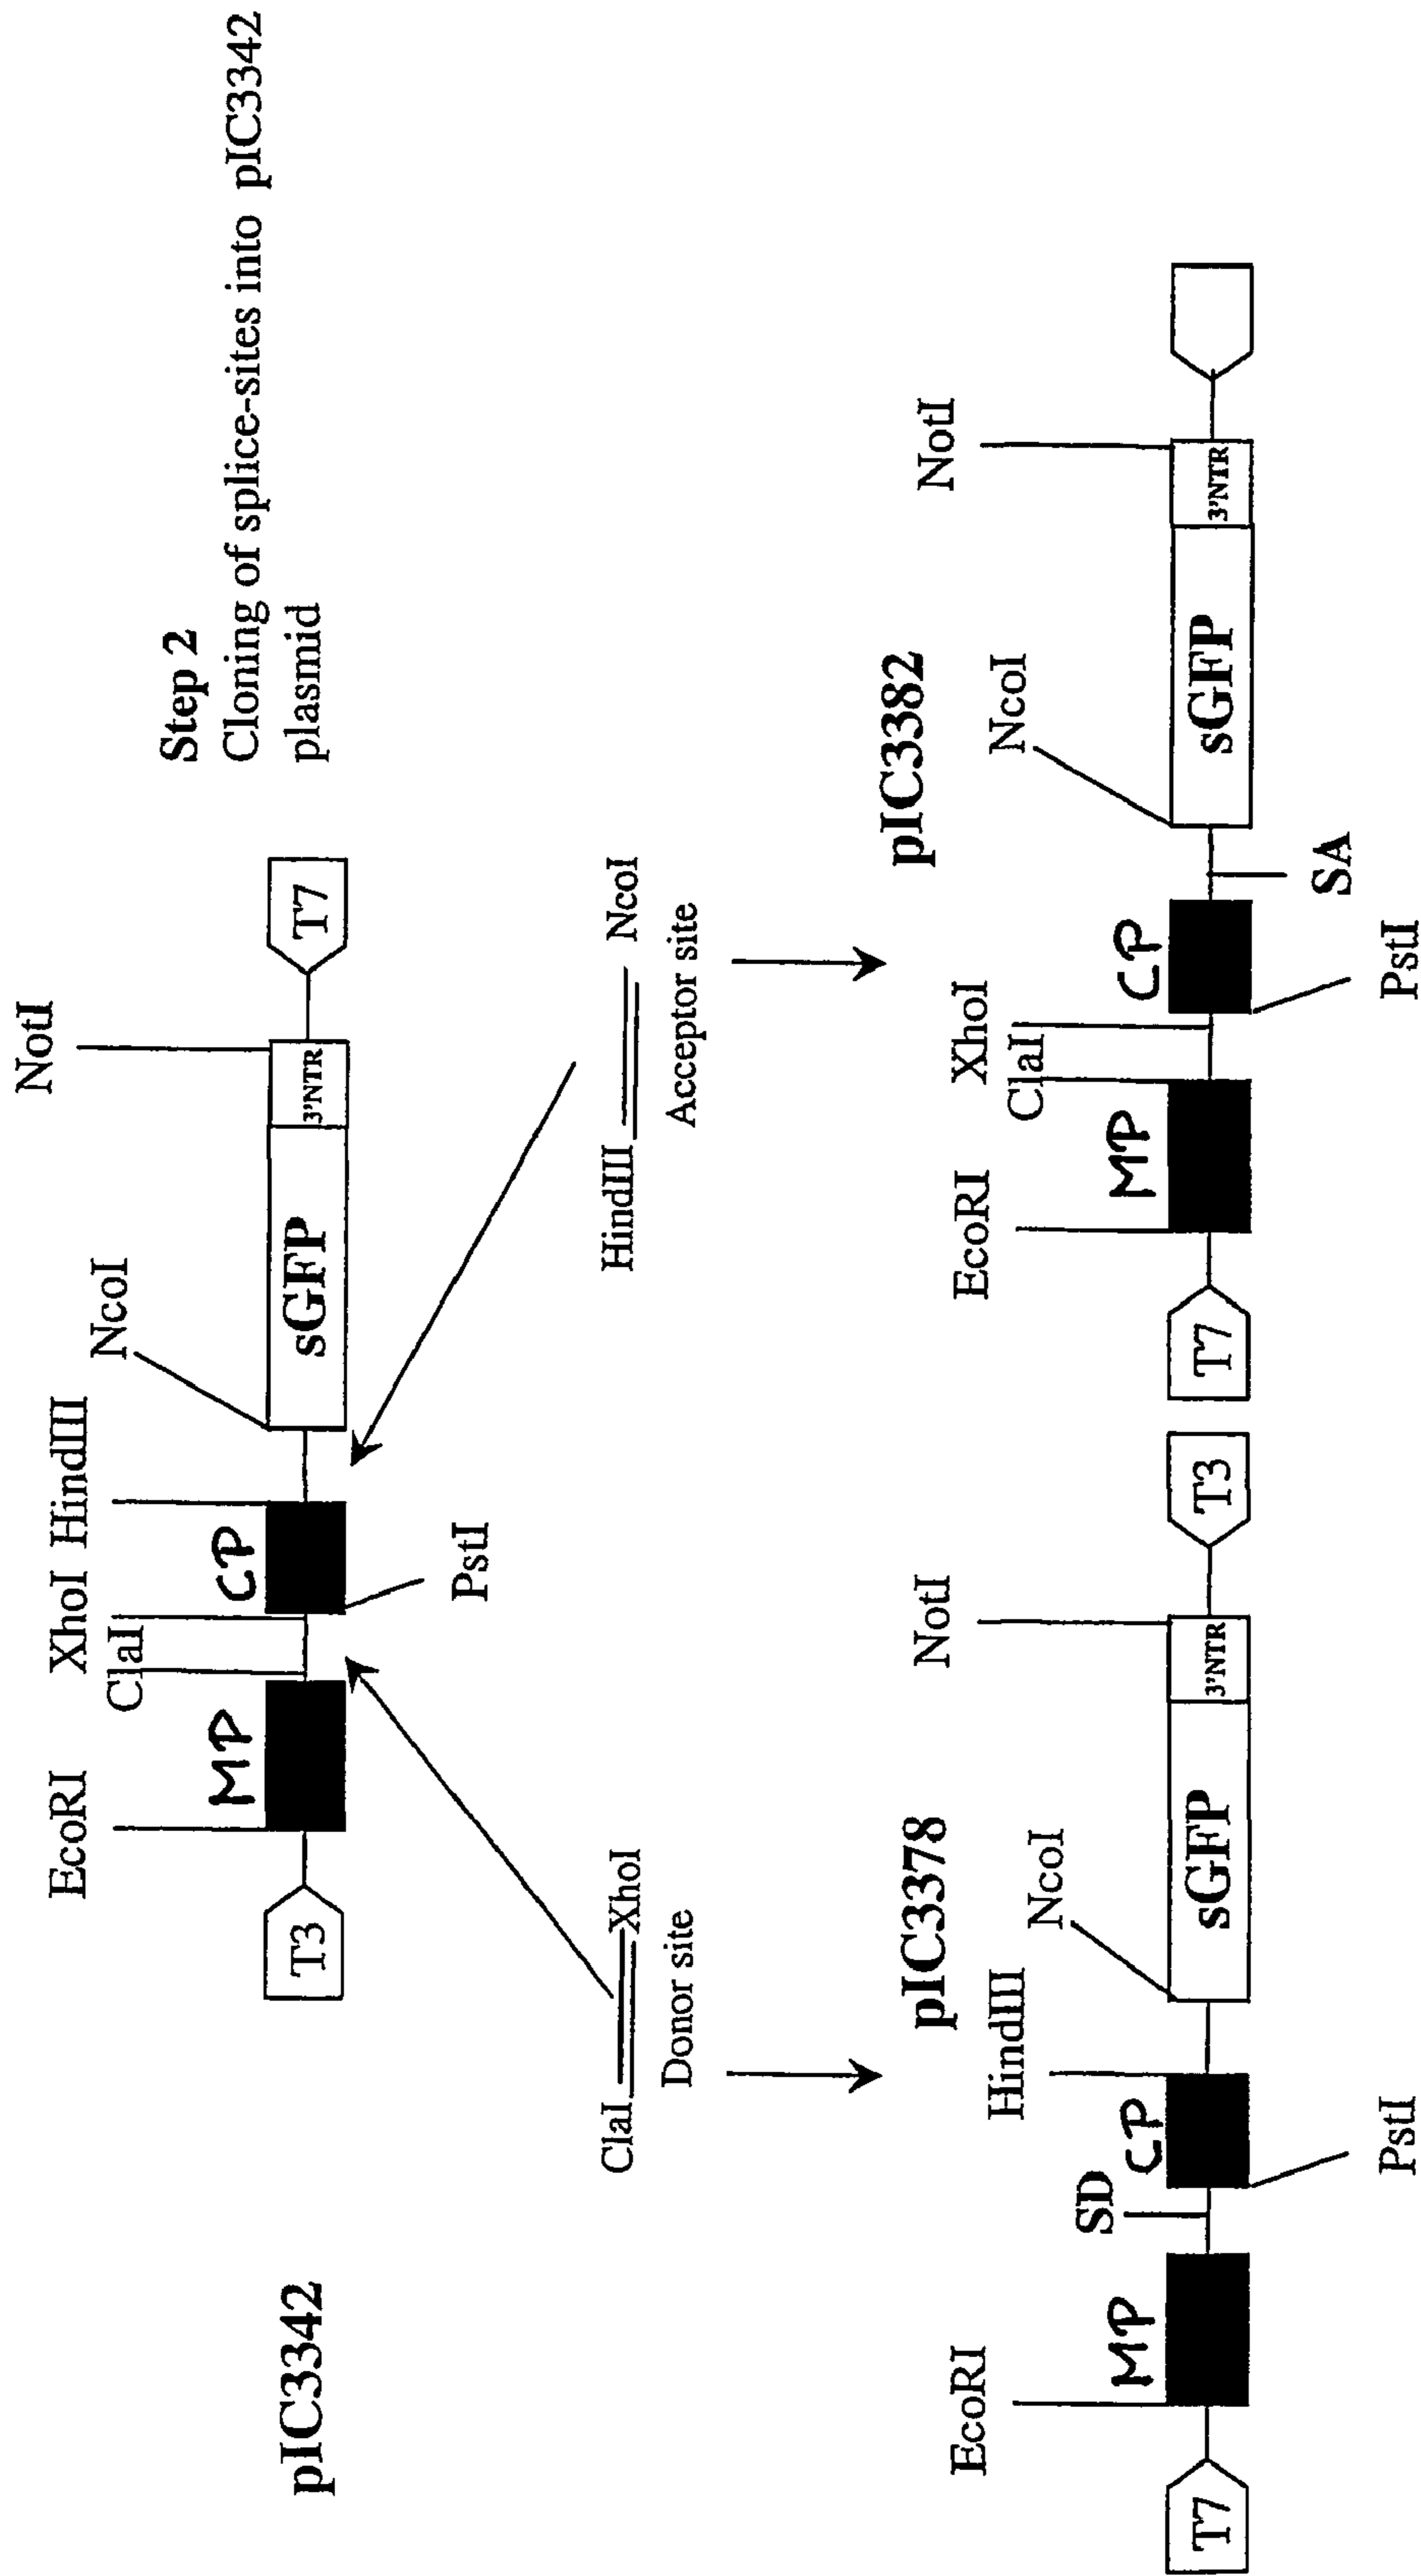 pIC3342
Step 2
Cloning of splice-sites into pIC3342
plasmid
EcoRI
ClaI
XhoI
HindIII
NcoI
NotI
T3
MP
CP
sGFP
3'NTR
T7
PstI
ClaI XhoI
Donor site
HindIII NcoI
Acceptor site
pIC3378
EcoRI
SD
HindIII
NcoI
NotI
T7
MP
CP
sGFP
3'NTR
T3
PstI
pIC3382
EcoRI
ClaI
XhoI
NcoI
NotI
T7
MP
CP
sGFP
3'NTR
PstI
SA